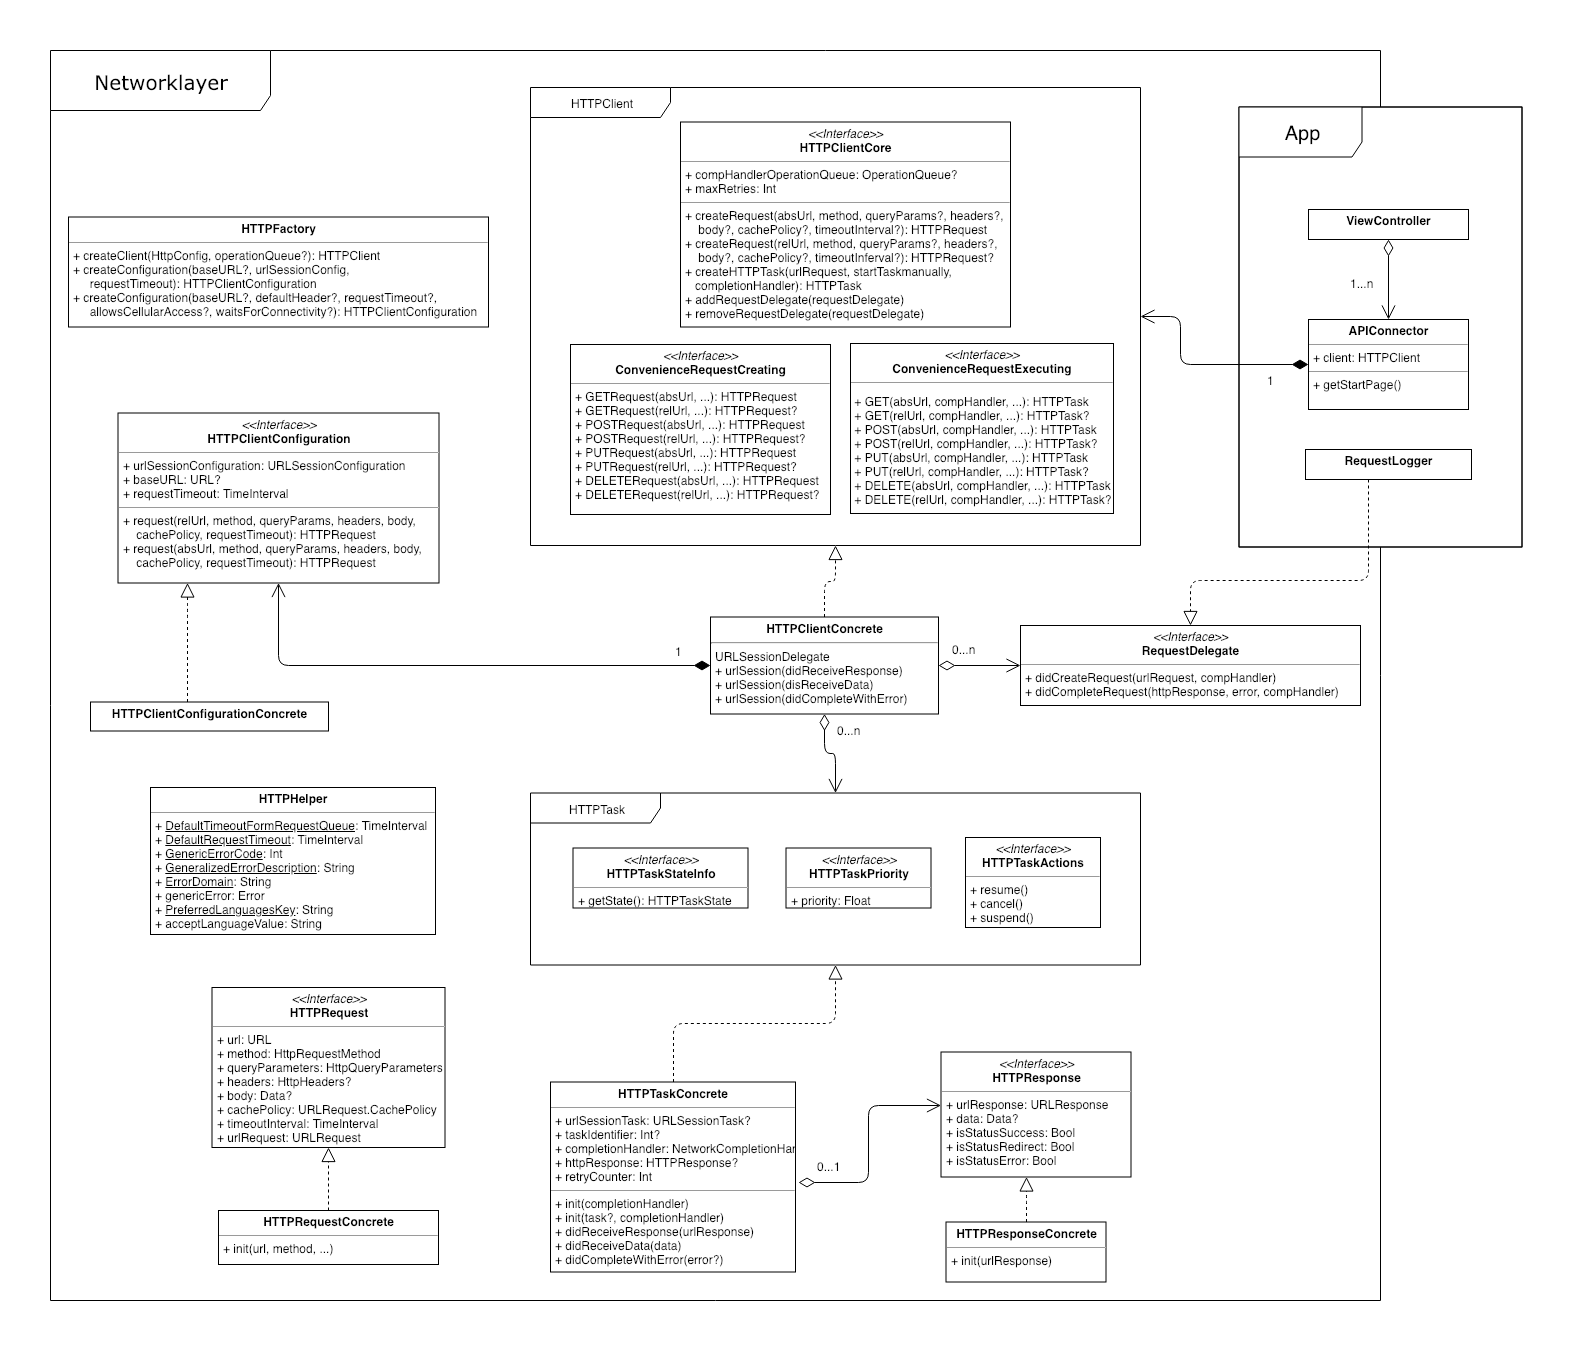 Networklayer
HTTPClient
<<Interface>>
HTTPClientCore
+ compHandlerOperationQueue: OperationQueue?
+ maxRetries: Int
+ createRequest(absUrl, method, queryParams?, headers?,
body?, cachePolicy?, timeoutInterval?): HTTPRequest
+ createRequest(relUrl, method, queryParams?, headers?,
body?, cachePolicy?, timeoutInferval?): HTTPRequest?
+ createHTTPTask(urlRequest, startTaskmanually,
completionHandler): HTTPTask
+ addRequestDelegate(requestDelegate)
+ removeRequestDelegate(requestDelegate)
<<Interface>>
ConvenienceRequestCreating
+ GETRequest(absUrl, ...): HTTPRequest
+ GETRequest(relUrl, ...): HTTPRequest?
+ POSTRequest(absUrl, ...): HTTPRequest
+ POSTRequest(relUrl, ...): HTTPRequest?
+ PUTRequest(absUrl, ...): HTTPRequest
+ PUTRequest(relUrl, ...): HTTPRequest?
+ DELETERequest(absUrl, ...): HTTPRequest
+ DELETERequest(relUrl, ...): HTTPRequest?
<<Interface>>
ConvenienceRequestExecuting
+ GET(absUrl, compHandler, ...): HTTPTask
+ GET(relUrl, compHandler, ...): HTTPTask?
+ POST(absUrl, compHandler, ...): HTTPTask
+ POST(relUrl, compHandler, ...): HTTPTask?
+ PUT(absUrl, compHandler, ...): HTTPTask
+ PUT(relUrl, compHandler, ...): HTTPTask?
+ DELETE(absUrl, compHandler, ...): HTTPTask
+ DELETE(relUrl, compHandler, ...): HTTPTask?
App
ViewController
1...n
APIConnector
+ client: HTTPClient
+ getStartPage()
1
RequestLogger
HTTPFactory
+ createClient(HttpConfig, operationQueue?): HTTPClient
+ createConfiguration(baseURL?, urlSessionConfig,
requestTimeout): HTTPClientConfiguration
+ createConfiguration(baseURL?, defaultHeader?, requestTimeout?,
allowsCellularAccess?, waitsForConnectivity?): HTTPClientConfiguration
<<Interface>>
HTTPClientConfiguration
+ urlSessionConfiguration: URLSessionConfiguration
+ baseURL: URL?
+ requestTimeout: TimeInterval
+ request(relUrl, method, queryParams, headers, body,
cachePolicy, requestTimeout): HTTPRequest
+ request(absUrl, method, queryParams, headers, body,
cachePolicy, requestTimeout): HTTPRequest
HTTPClientConfigurationConcrete
1
HTTPClientConcrete
URLSessionDelegate
+ urlSession(didReceiveResponse)
+ urlSession(disReceiveData)
+ urlSession(didCompleteWithError)
0...n
0...n
<<Interface>>
RequestDelegate
+ didCreateRequest(urlRequest, compHandler)
+ didCompleteRequest(httpResponse, error, compHandler)
HTTPHelper
+ DefaultTimeoutFormRequestQueue: TimeInterval
+ DefaultRequestTimeout: TimeInterval
+ GenericErrorCode: Int
+ GeneralizedErrorDescription: String
+ ErrorDomain: String
+ genericError: Error
+ PreferredLanguagesKey: String
+ acceptLanguageValue: String
HTTPTask
<<Interface>>
HTTPTaskStateInfo
+ getState(): HTTPTaskState
<<Interface>>
HTTPTaskPriority
+ priority: Float
<<Interface>>
HTTPTaskActions
+ resume()
+ cancel()
+ suspend()
<<Interface>>
HTTPRequest
+ url: URL
+ method: HttpRequestMethod
+ queryParameters: HttpQueryParameters
+ headers: HttpHeaders?
+ body: Data?
+ cachePolicy: URLRequest.CachePolicy
+ timeoutInterval: TimeInterval
+ urlRequest: URLRequest
HTTPRequestConcrete
+ init(url, method, ...)
HTTPTaskConcrete
+ urlSessionTask: URLSessionTask?
+ taskIdentifier: Int?
+ completionHandler: NetworkCompletionHan
+ httpResponse: HTTPResponse?
+ retryCounter: Int
+ init(completionHandler)
+ init(task?, completionHandler)
+ didReceiveResponse(urlResponse)
+ didReceiveData(data)
+ didCompleteWithError(error?)
0...1
<<Interface>>
HTTPResponse
+ urlResponse: URLResponse
+ data: Data?
+ isStatusSuccess: Bool
+ isStatusRedirect: Bool
+ isStatusError: Bool
HTTPResponseConcrete
+ init(urlResponse)